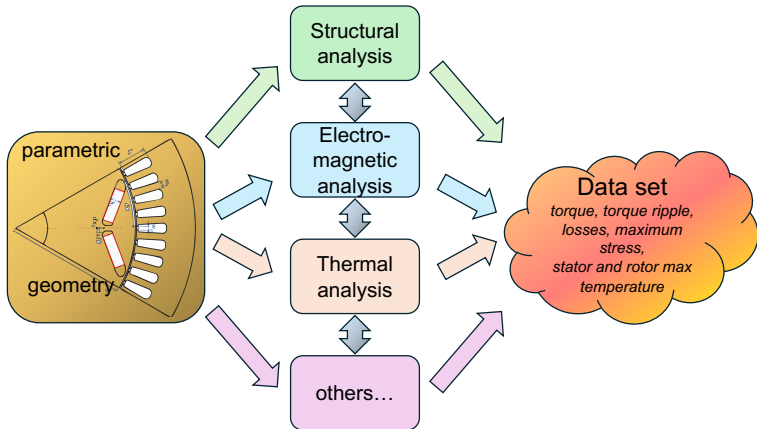 Structural
analysis
parametric
geometry
Electro-
magnetic
analysis
Thermal
analysis
others…
Data set
torque, torque ripple,
losses, maximum
stress,
stator and rotor max
temperature